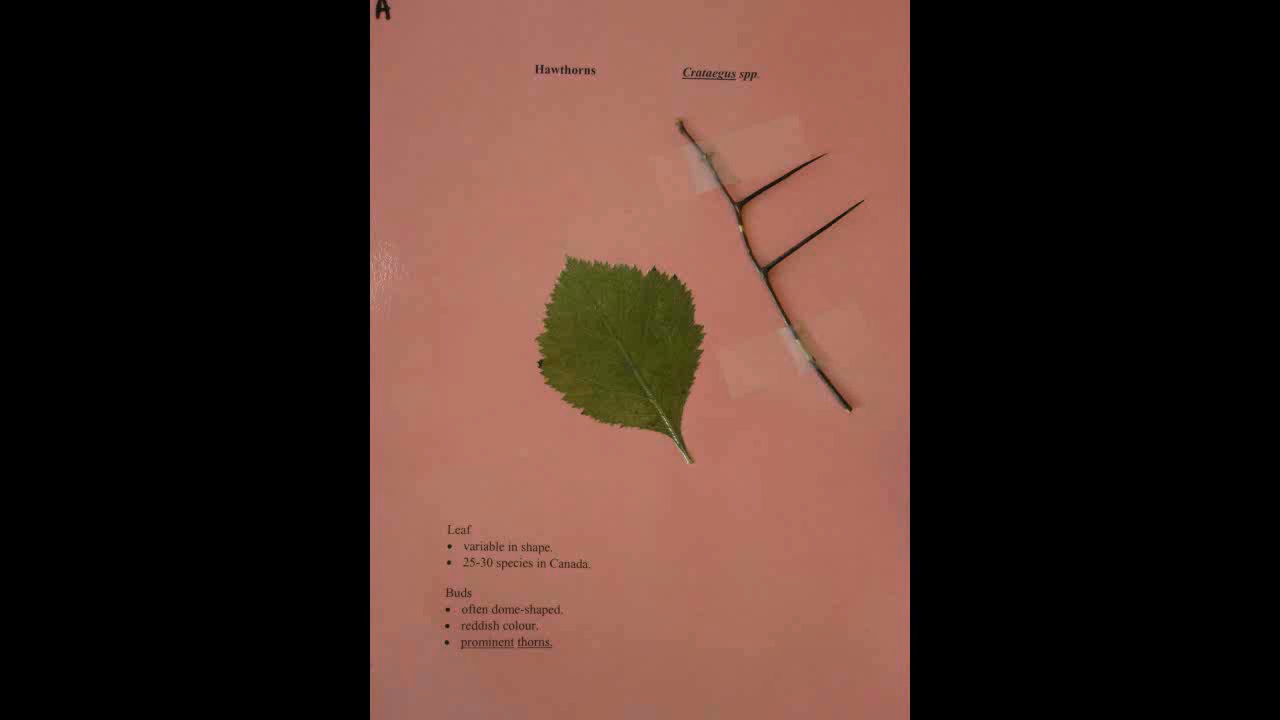 A
Hawthorns Crataegus spp.
Leaf
• variable in shape.
• 25-30 species in Canada.
Buds
• often dome-shaped.
• reddish colour.
• prominent thorns.